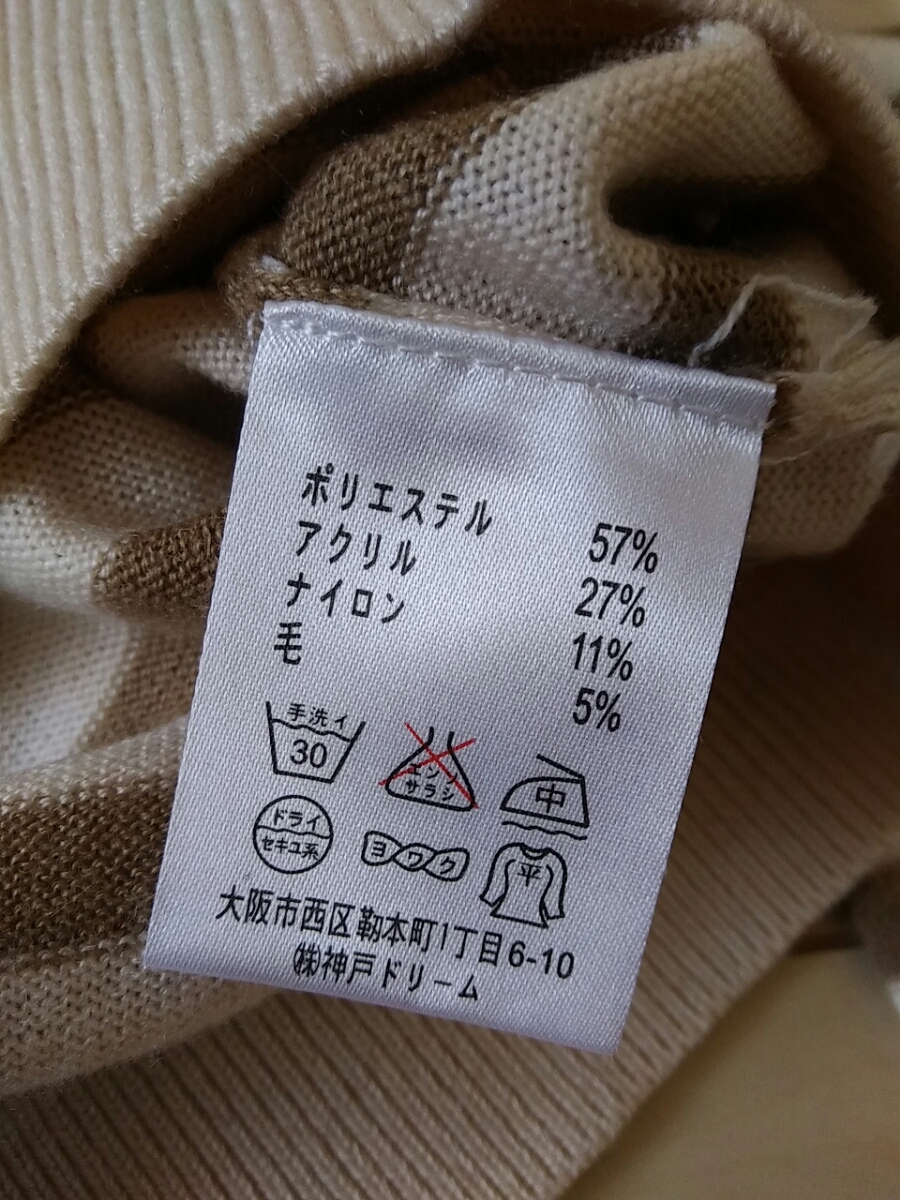 ポリエステル 57%
アクリル 27%
ナイロン 11%
毛 5%
手洗イ
30
エンソ
サラシ
中
ドライ
セキユ系
ヨワク
平
大阪市西区靭本町1丁目6-10
㈱神戸ドリーム